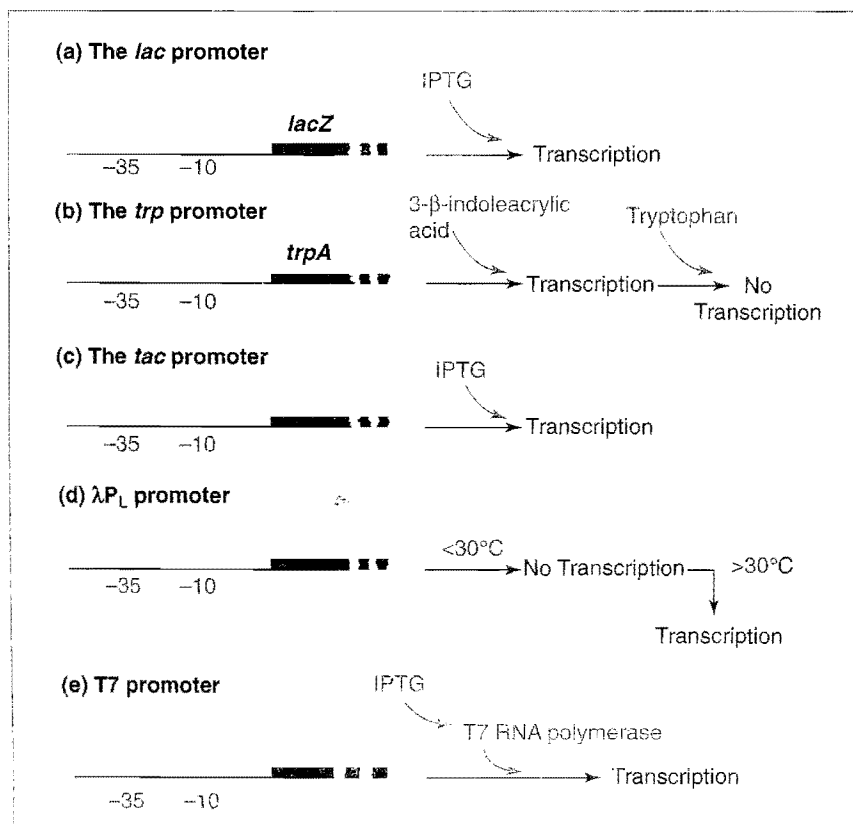 (a) The lac promoter
IPTG
lacZ
–35 –10
Transcription
(b) The trp promoter
3-β-indoleacrylic
acid
Tryptophan
trpA
–35 –10
Transcription
No
Transcription
(c) The tac promoter
IPTG
–35 –10
Transcription
(d) λPL promoter
<30°C
No Transcription
>30°C
–35 –10
Transcription
(e) T7 promoter
IPTG
T7 RNA polymerase
–35 –10
Transcription